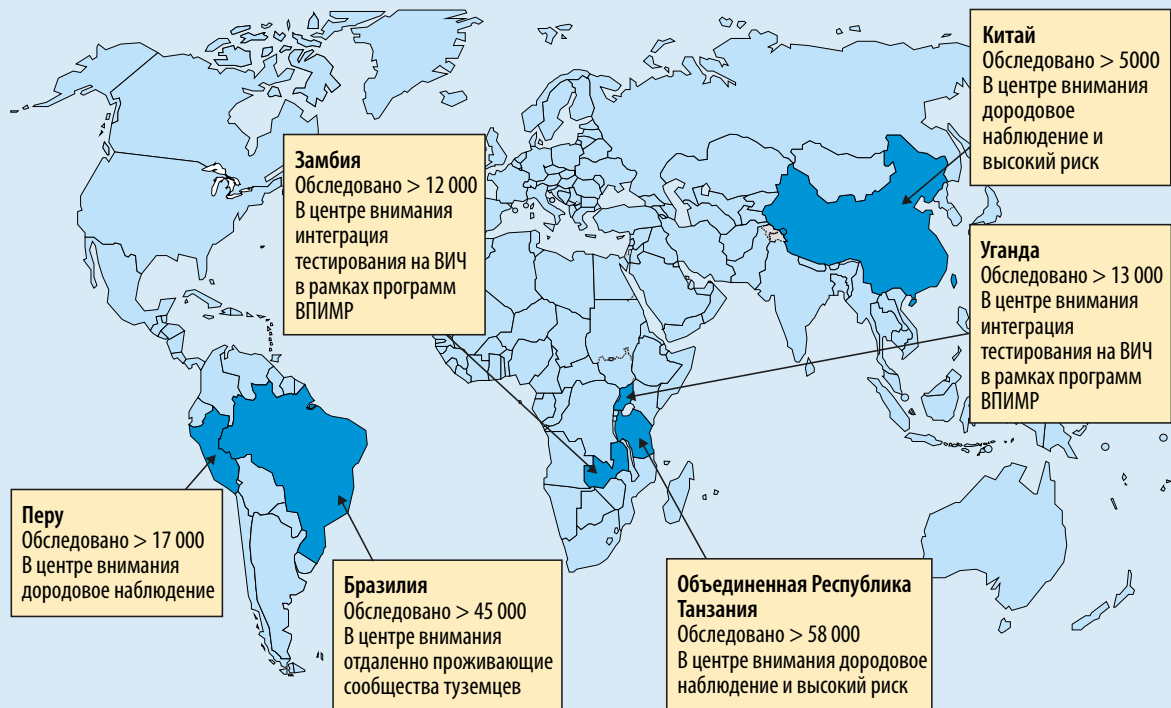 Китай
Обследовано > 5000
В центре внимания
дородовое
наблюдение и
высокий риск
Замбия
Обследовано > 12 000
В центре внимания
интеграция
тестирования на ВИЧ
в рамках программ
ВПИМР
Уганда
Обследовано > 13 000
В центре внимания
интеграция
тестирования на ВИЧ
в рамках программ
ВПИМР
Перу
Обследовано > 17 000
В центре внимания
дородовое наблюдение
Бразилия
Обследовано > 45 000
В центре внимания
отдаленно проживающие
сообщества туземцев
Объединенная Республика
Танзания
Обследовано > 58 000
В центре внимания дородовое
наблюдение и высокий риск